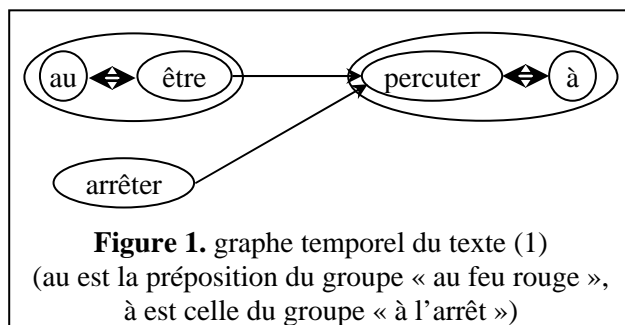 au être percuter à
arrêter
Figure 1. graphe temporel du texte (1)
(au est la préposition du groupe « au feu rouge »,
à est celle du groupe « à l'arrêt »)